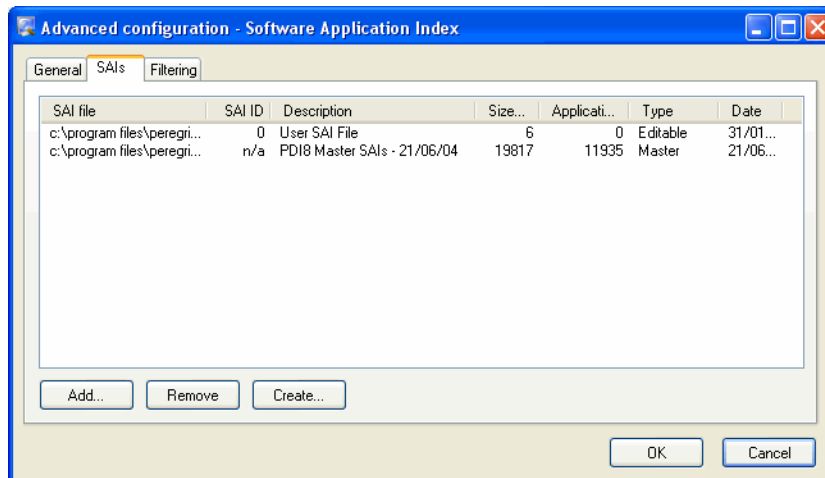 Advanced configuration - Software Application Index
General SAIs Filtering
SAI file SAI ID Description Size... Applicati... Type Date
c:\program files\peregri... 0 User SAI File 6 0 Editable 31/01...
c:\program files\peregri... n/a PDI8 Master SAIs - 21/06/04 19817 11935 Master 21/06...
Add... Remove Create...
OK Cancel